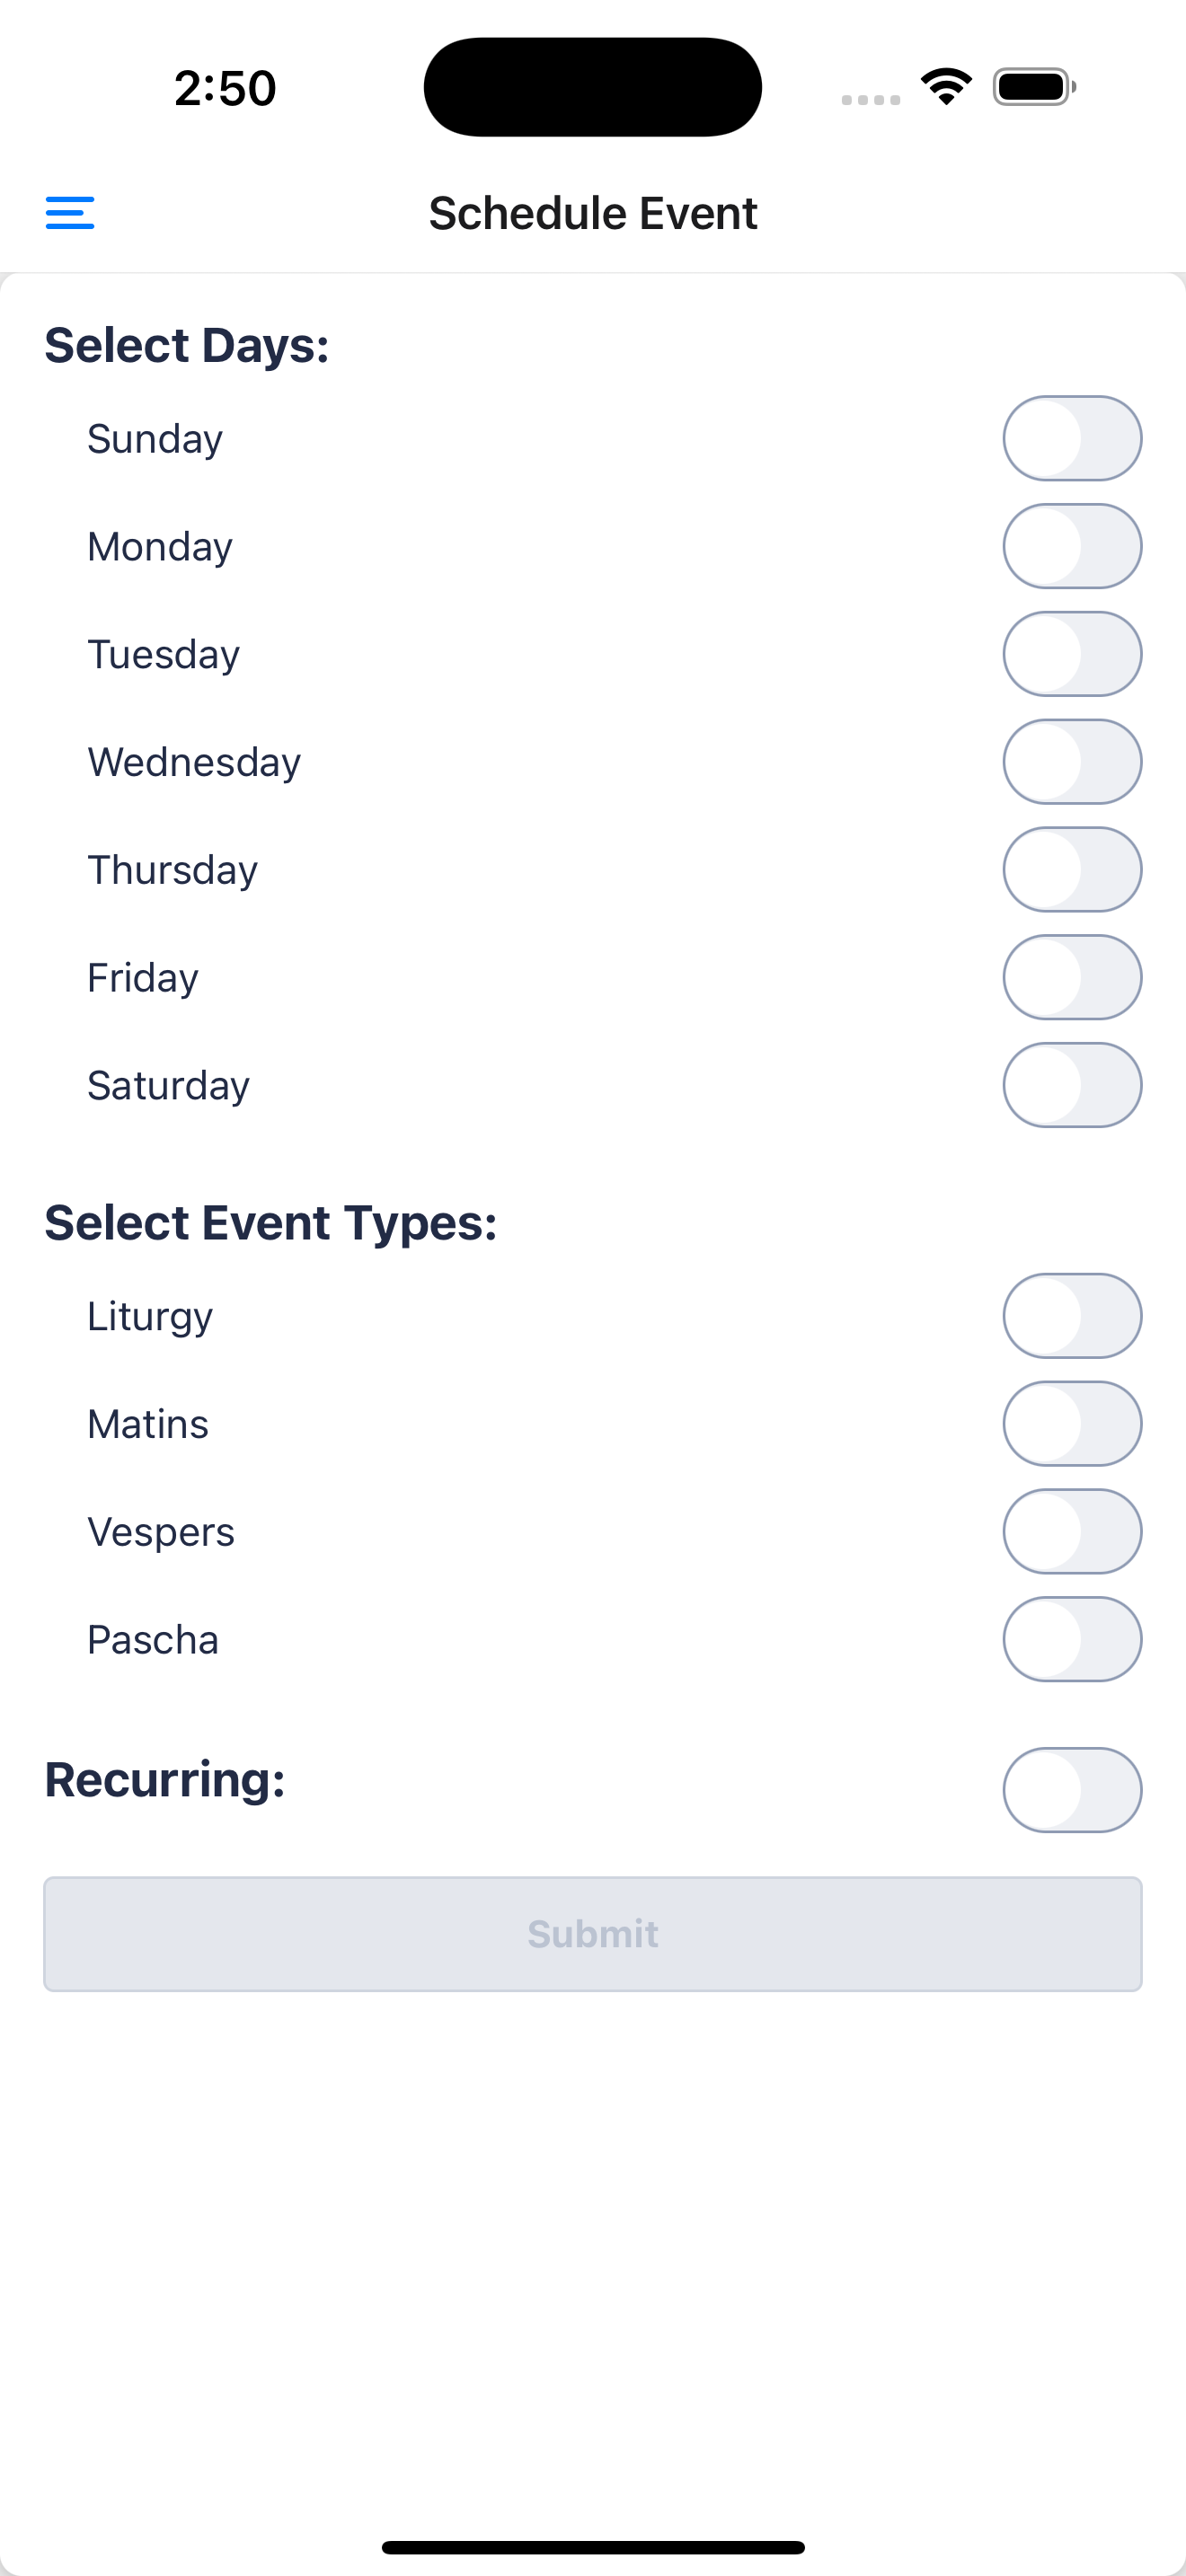 2:50
Schedule Event
Select Days:
Sunday
Monday
Tuesday
Wednesday
Thursday
Friday
Saturday
Select Event Types:
Liturgy
Matins
Vespers
Pascha
Recurring:
Submit